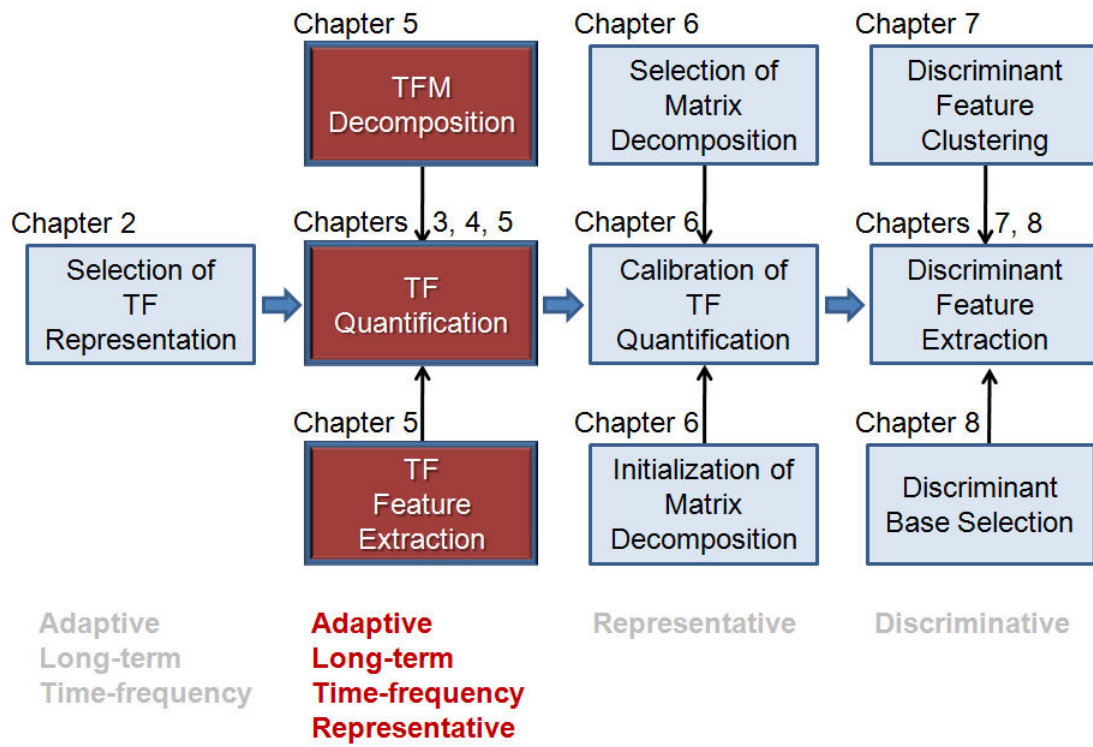 Chapter 5
TFM
Decomposition
Chapter 6
Selection of
Matrix
Decomposition
Chapter 7
Discriminant
Feature
Clustering
Chapter 2
Selection of
TF
Representation
Chapters 3, 4, 5
TF
Quantification
Chapter 6
Calibration of
TF
Quantification
Chapters 7, 8
Discriminant
Feature
Extraction
Chapter 5
TF
Feature
Extraction
Chapter 6
Initialization of
Matrix
Decomposition
Chapter 8
Discriminant
Base Selection
Adaptive
Long-term
Time-frequency
Adaptive
Long-term
Time-frequency
Representative
Representative
Discriminative